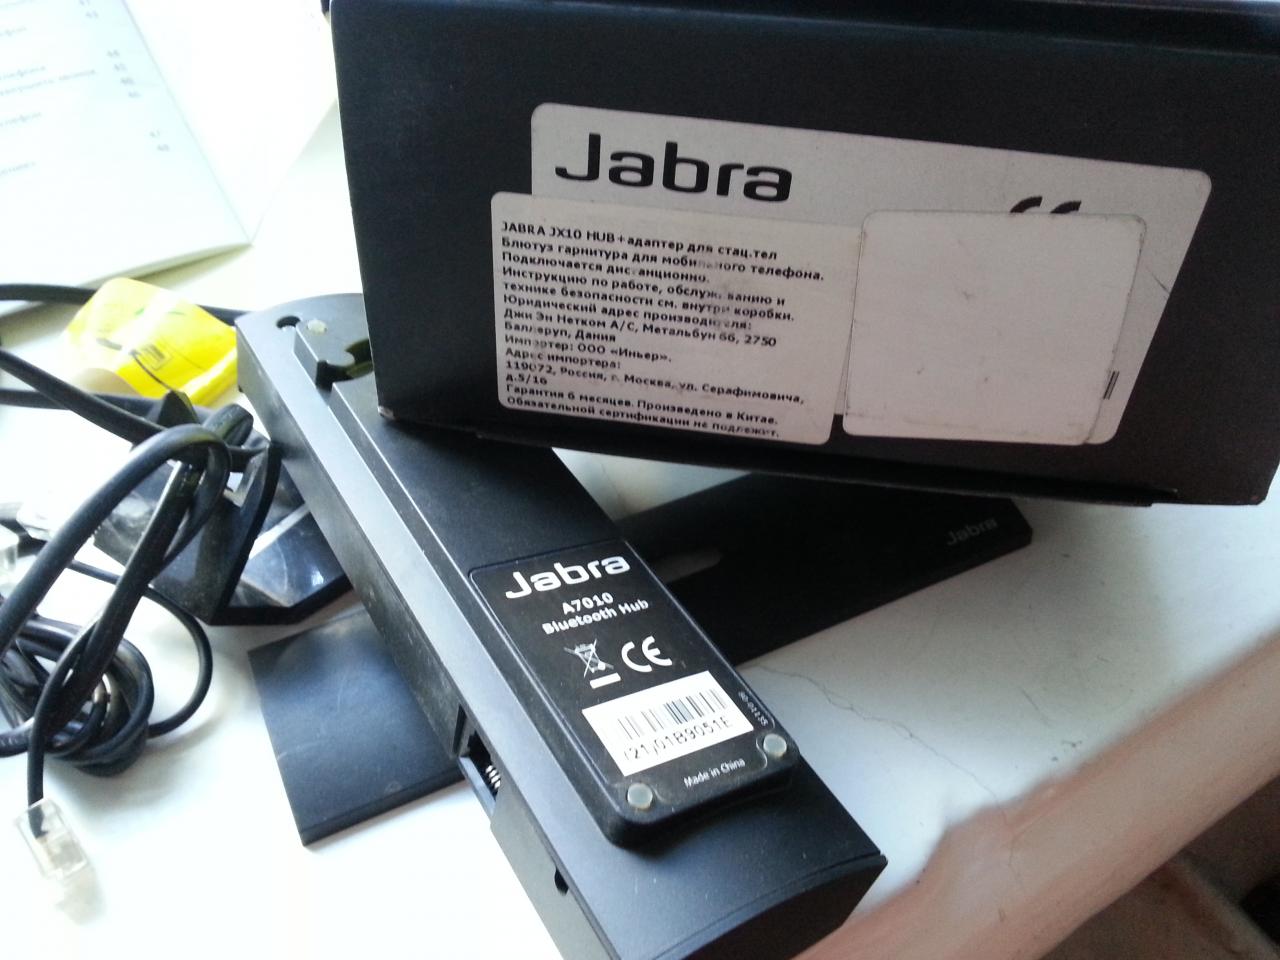 Jabra
JABRA JX10 HUB+адаптер для стац.тел
Блютуз гарнитура для мобильного телефона.
Подключается дистанционно.
Инструкцию по работе, обслуживанию и
технике безопасности см. внутри коробки.
Юридический адрес производителя:
Джи Эн Нетком А/С, Метальбун 66, 2750
Баллеруп, Дания
Импортер: ООО «Иньер».
Адрес импортера:
119072, Россия, г. Москва, ул. Серафимовича,
д.5/16
Гарантия 6 месяцев. Произведено в Китае.
Обязательной сертификации не подлежит.
Jabra
Jabra
A7010
Bluetooth Hub
CE
(21)01B9051E
Made in China